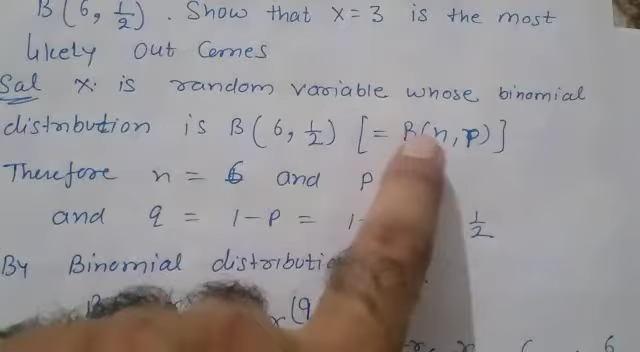 B(6, 1/2). Show that X = 3 is the most
likely out comes
Sol X. is random variable whose binomial
distribution is B(6, 1/2) [= B(n, p)]
Therefore n = 6 and p
and q = 1 - p = 1 - 1/2
By Binomial distributi